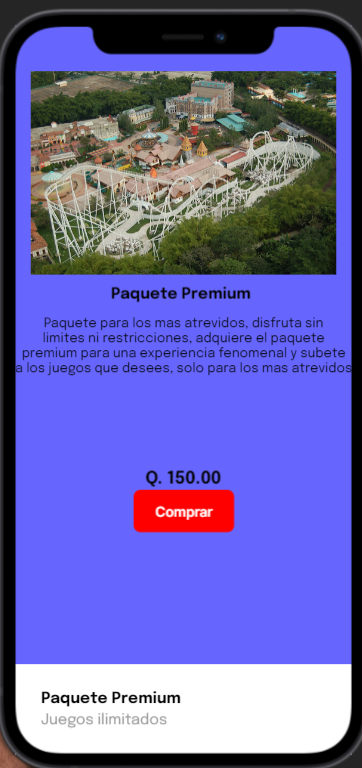 Paquete Premium
Paquete para los mas atrevidos, disfruta sin
limites ni restricciones, adquiere el paquete
premium para una experiencia fenomenal y subete
a los juegos que desees, solo para los mas atrevidos
Q. 150.00
Comprar
Paquete Premium
Juegos ilimitados